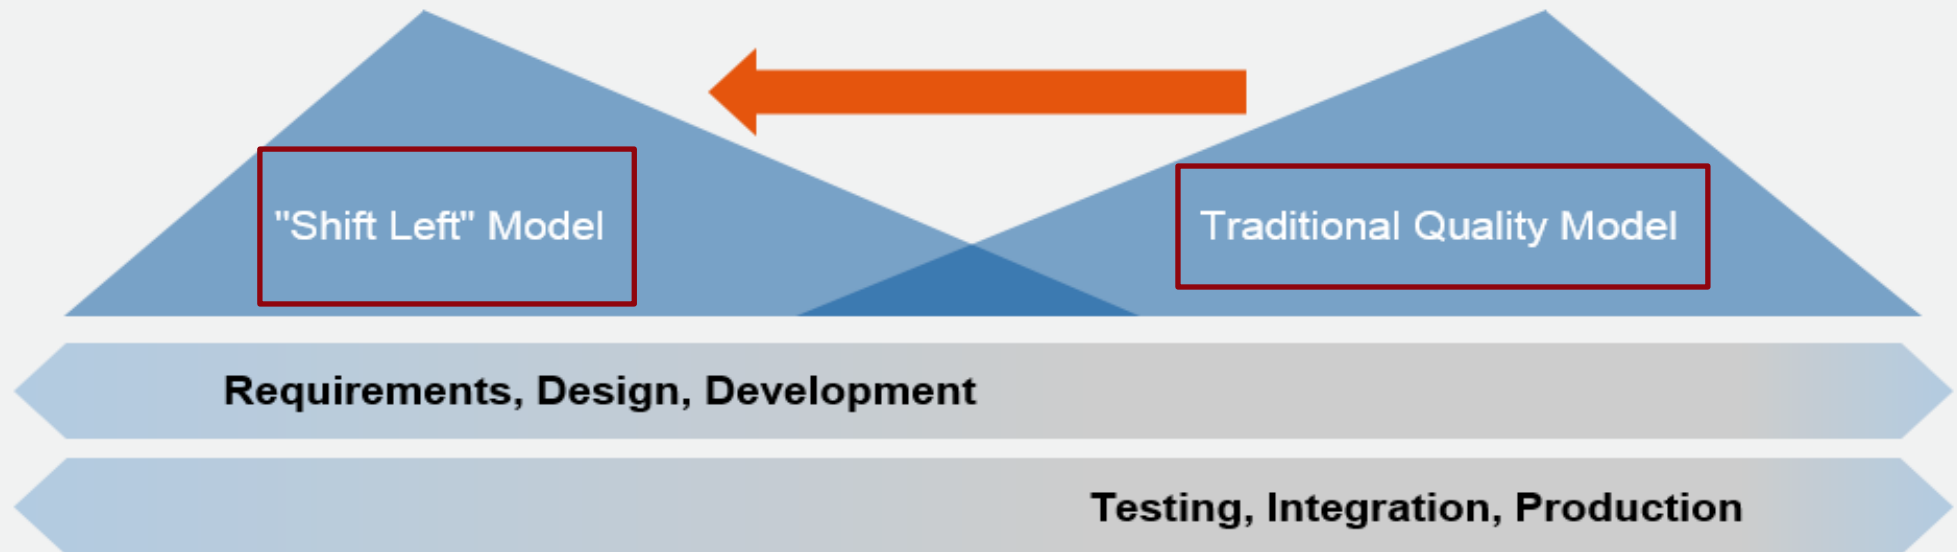 "Shift Left" Model
Traditional Quality Model
Requirements, Design, Development
Testing, Integration, Production